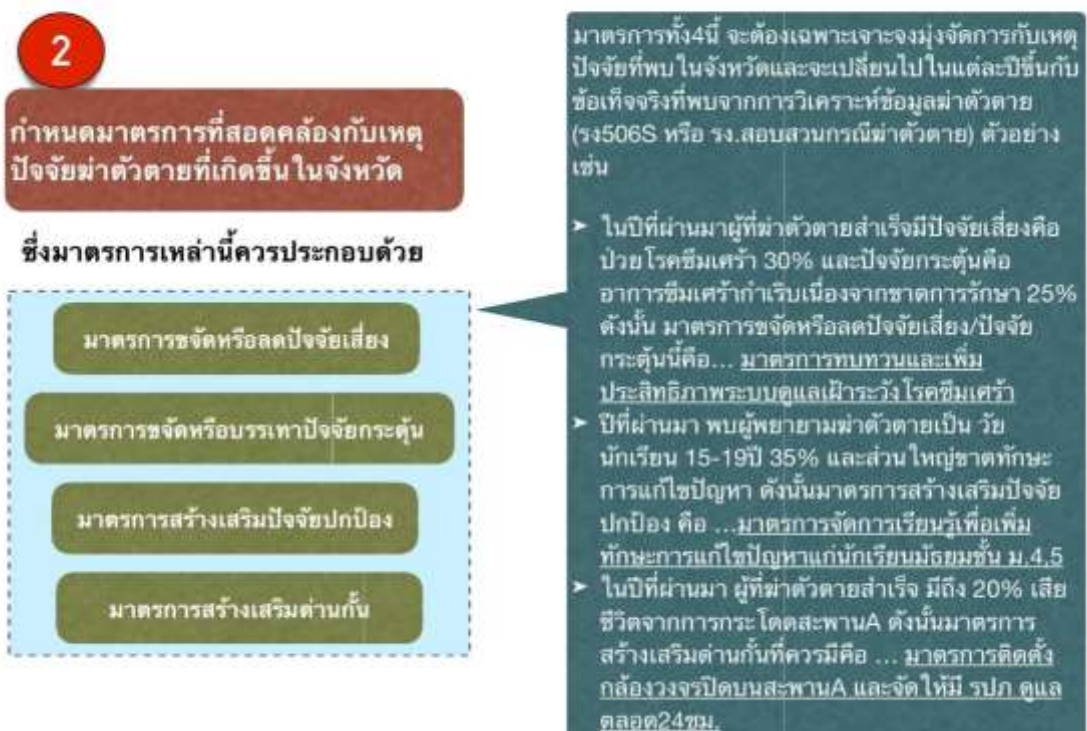 2
กำหนดมาตรการที่สอดคล้องกับเหตุ
ปัจจัยฆ่าตัวตายที่เกิดขึ้นในจังหวัด
ซึ่งมาตรการเหล่านี้ควรประกอบด้วย
มาตรการขจัดหรือลดปัจจัยเสี่ยง
มาตรการขจัดหรือบรรเทาปัจจัยกระตุ้น
มาตรการสร้างเสริมปัจจัยปกป้อง
มาตรการสร้างเสริมด่านกั้น
มาตรการทั้ง4นี้ จะต้องเฉพาะเจาะจงมุ่งจัดการกับเหตุ
ปัจจัยที่พบในจังหวัดและจะเปลี่ยนไปในแต่ละปีขึ้นกับ
ข้อเท็จจริงที่พบจากการวิเคราะห์ข้อมูลฆ่าตัวตาย
(รง506S หรือ รง.สอบสวนกรณีฆ่าตัวตาย) ตัวอย่าง
เช่น
➤ ในปีที่ผ่านมาผู้ที่ฆ่าตัวตายสำเร็จมีปัจจัยเสี่ยงคือ
ป่วยโรคซึมเศร้า 30% และปัจจัยกระตุ้นคือ
อาการซึมเศร้ากำเริบเนื่องจากขาดการรักษา 25%
ดังนั้น มาตรการขจัดหรือลดปัจจัยเสี่ยง/ปัจจัย
กระตุ้นนี้คือ... มาตรการทบทวนและเพิ่ม
ประสิทธิภาพระบบดูแลเฝ้าระวังโรคซึมเศร้า
➤ ปีที่ผ่านมา พบผู้พยายามฆ่าตัวตายเป็น วัย
นักเรียน 15-19ปี 35% และส่วนใหญ่ขาดทักษะ
การแก้ไขปัญหา ดังนั้นมาตรการสร้างเสริมปัจจัย
ปกป้อง คือ ...มาตรการจัดการเรียนรู้เพื่อเพิ่ม
ทักษะการแก้ไขปัญหาแก่นักเรียนมัธยมชั้น ม.4,5
➤ ในปีที่ผ่านมา ผู้ที่ฆ่าตัวตายสำเร็จ มีถึง 20% เสีย
ชีวิตจากการกระโดดสะพานA ดังนั้นมาตรการ
สร้างเสริมด่านกั้นที่ควรมีคือ ... มาตรการติดตั้ง
กล้องวงจรปิดบนสะพานA และจัดให้มี รปภ ดูแล
ตลอด24ชม.